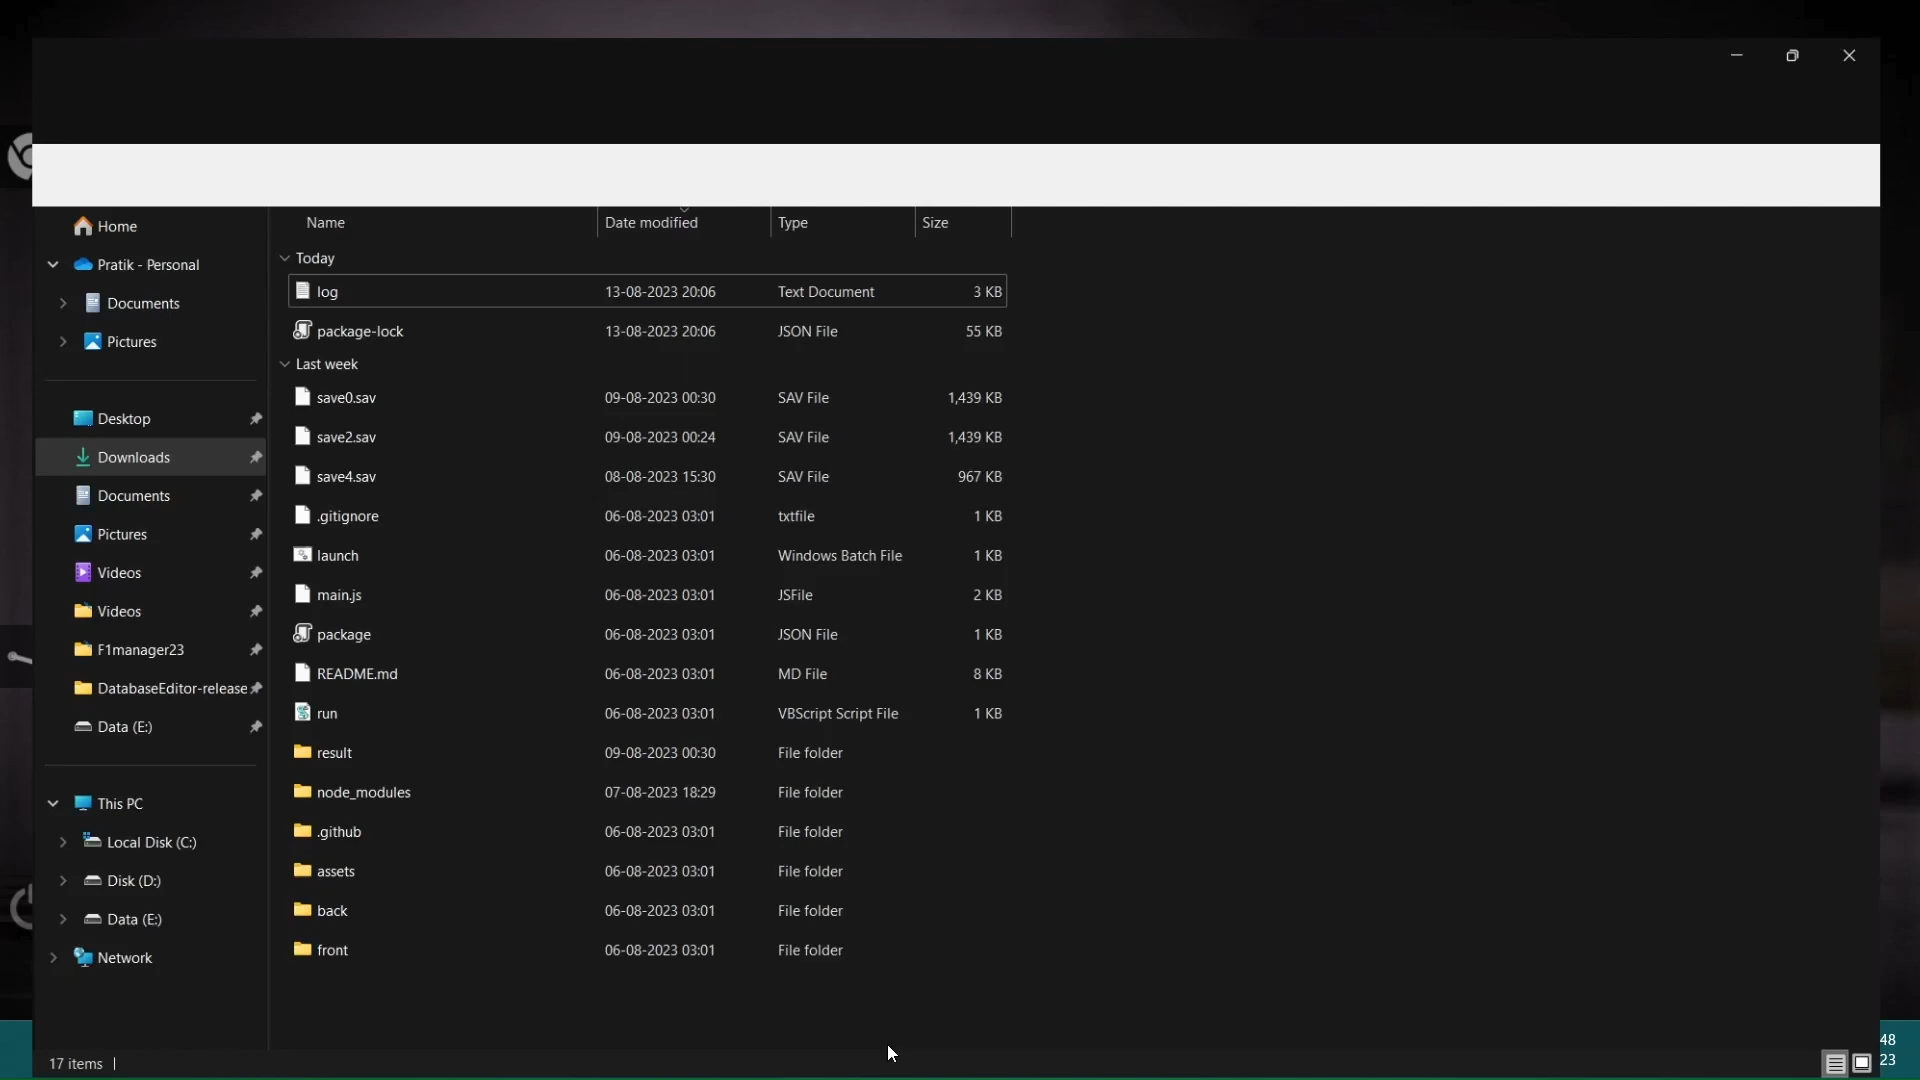 Home
Pratik - Personal
Documents
Pictures
Desktop
Downloads
Documents
Pictures
Videos
Videos
F1manager23
DatabaseEditor-release
Data (E:)
This PC
Local Disk (C:)
Disk (D:)
Data (E:)
Network
Name Date modified Type Size
Today
log 13-08-2023 20:06 Text Document 3 KB
package-lock 13-08-2023 20:06 JSON File 55 KB
Last week
save0.sav 09-08-2023 00:30 SAV File 1,439 KB
save2.sav 09-08-2023 00:24 SAV File 1,439 KB
save4.sav 08-08-2023 15:30 SAV File 967 KB
.gitignore 06-08-2023 03:01 txtfile 1 KB
launch 06-08-2023 03:01 Windows Batch File 1 KB
main.js 06-08-2023 03:01 JSFile 2 KB
package 06-08-2023 03:01 JSON File 1 KB
README.md 06-08-2023 03:01 MD File 8 KB
run 06-08-2023 03:01 VBScript Script File 1 KB
result 09-08-2023 00:30 File folder
node_modules 07-08-2023 18:29 File folder
.github 06-08-2023 03:01 File folder
assets 06-08-2023 03:01 File folder
back 06-08-2023 03:01 File folder
front 06-08-2023 03:01 File folder
17 items
48
23